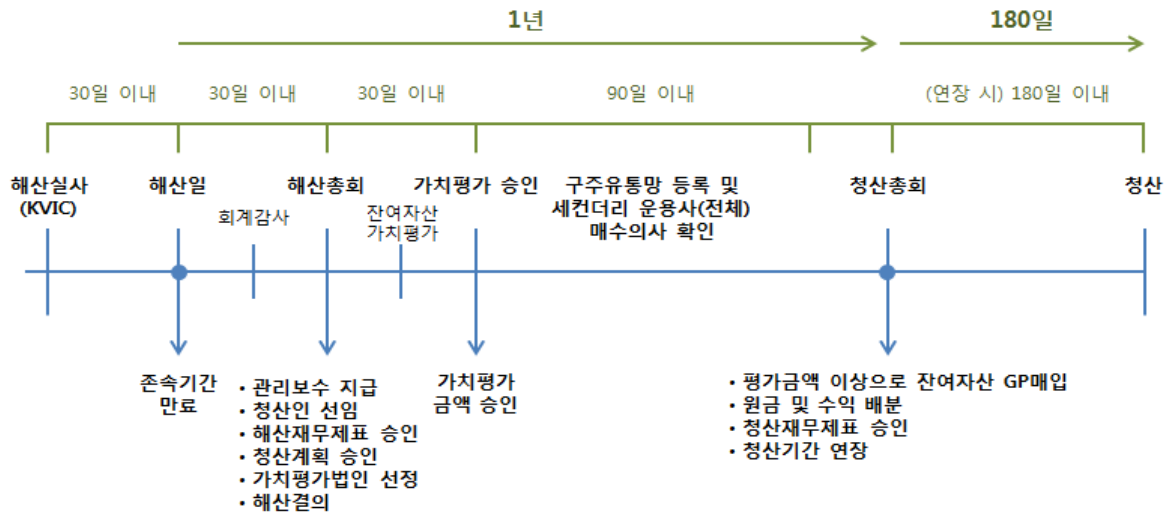 1년
180일
30일 이내
30일 이내
30일 이내
90일 이내
(연장 시) 180일 이내
해산실사
(KVIC)
해산일
해산총회
가치평가 승인
구주유통망 등록 및
세컨더리 운용사(전체)
매수의사 확인
청산총회
청산
회계감사
잔여자산
가치평가
존속기간
만료
• 관리보수 지급
• 청산인 선임
• 해산재무제표 승인
• 청산계획 승인
• 가치평가법인 선정
• 해산결의
가치평가
금액 승인
• 평가금액 이상으로 잔여자산 GP매입
• 원금 및 수익 배분
• 청산재무제표 승인
• 청산기간 연장